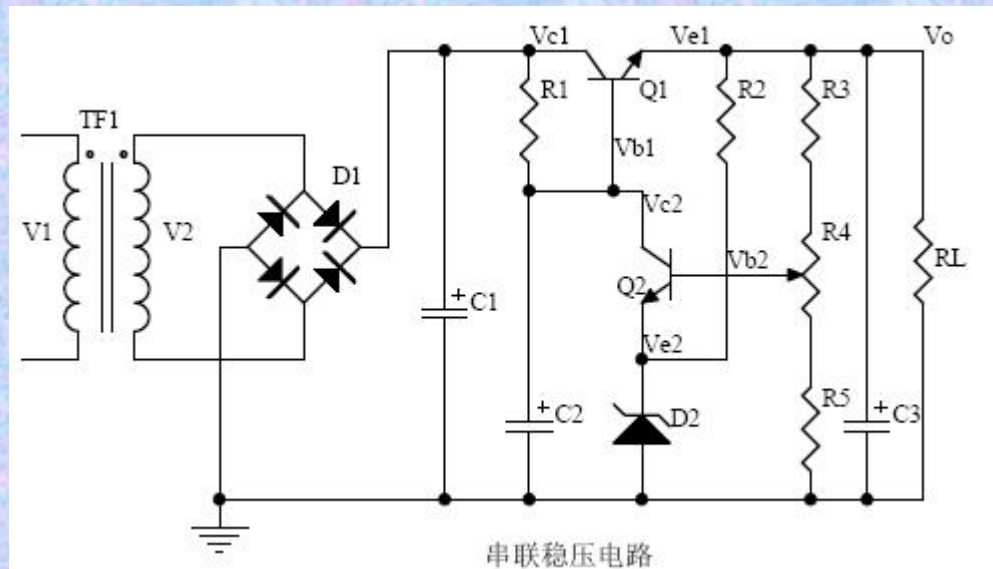 Vc1 Ve1 Vo
TF1 R1 Q1 R2 R3
D1 Vb1
V1 V2 Vc2 R4
Q2 Vb2 RL
C1
Ve2
C2 D2 R5 C3
串联稳压电路